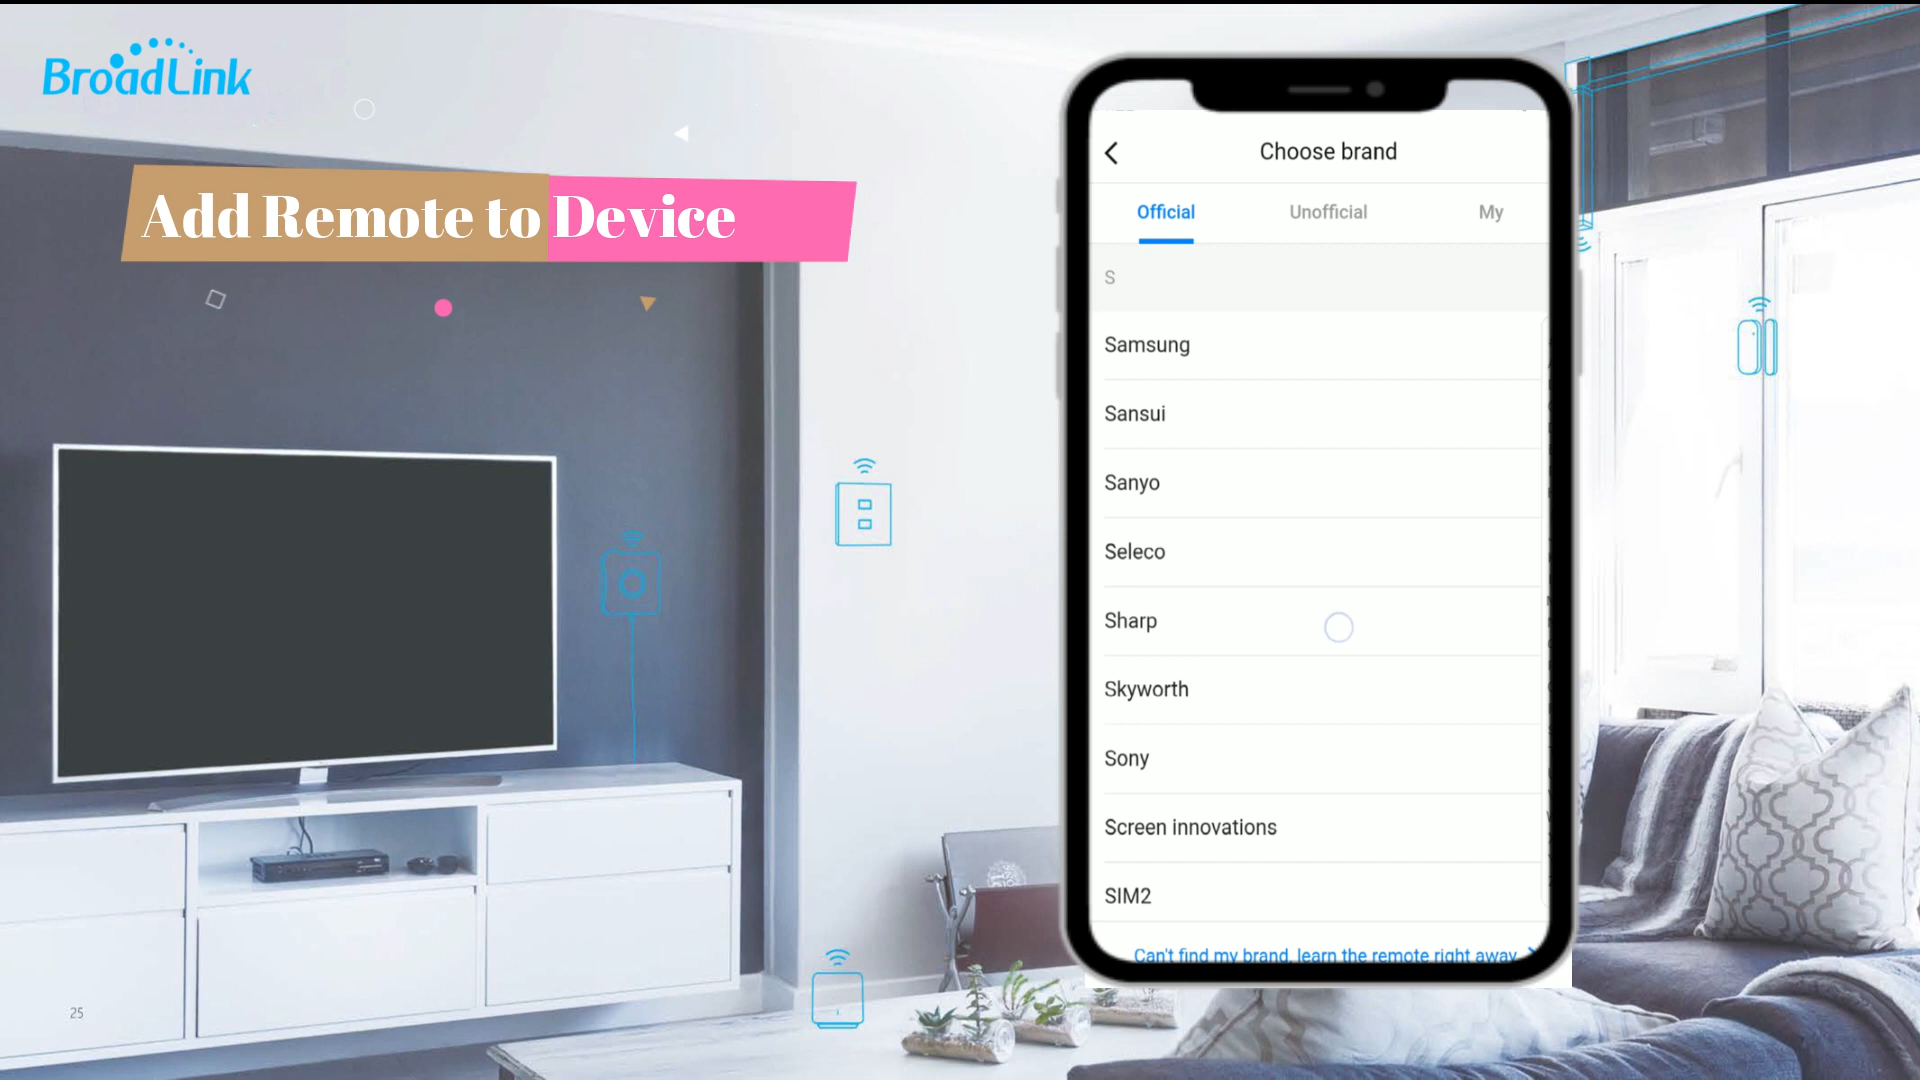 BroadLink
Add Remote to Device
Choose brand
Official
Unofficial
My
S
Samsung
Sansui
Sanyo
Seleco
Sharp
Skyworth
Sony
Screen innovations
SIM2
Can't find my brand, learn the remote right away
25